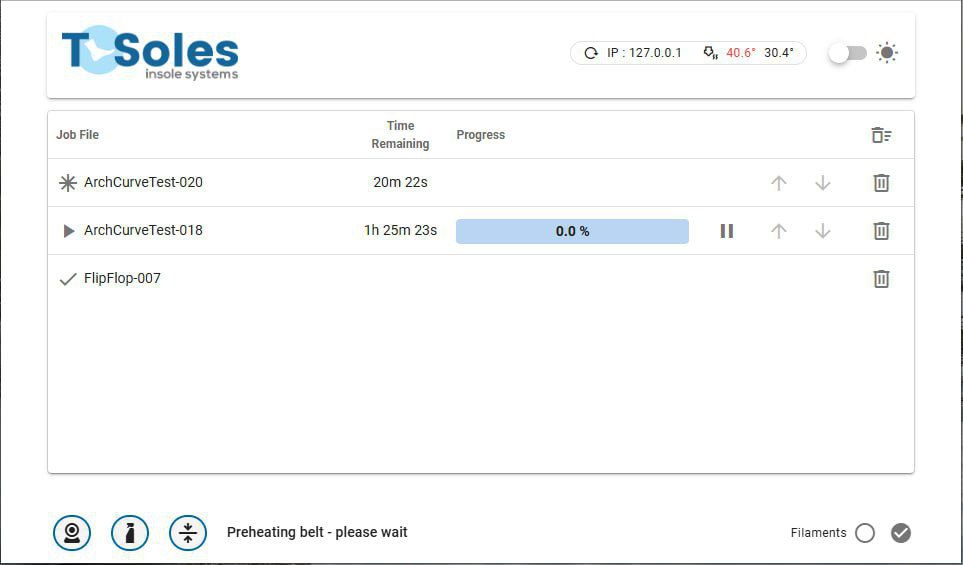 T Soles
insole systems
IP : 127.0.0.1 40.6° 30.4°
Job File Time Remaining Progress
ArchCurveTest-020 20m 22s
ArchCurveTest-018 1h 25m 23s 0.0 %
FlipFlop-007
Preheating belt - please wait Filaments